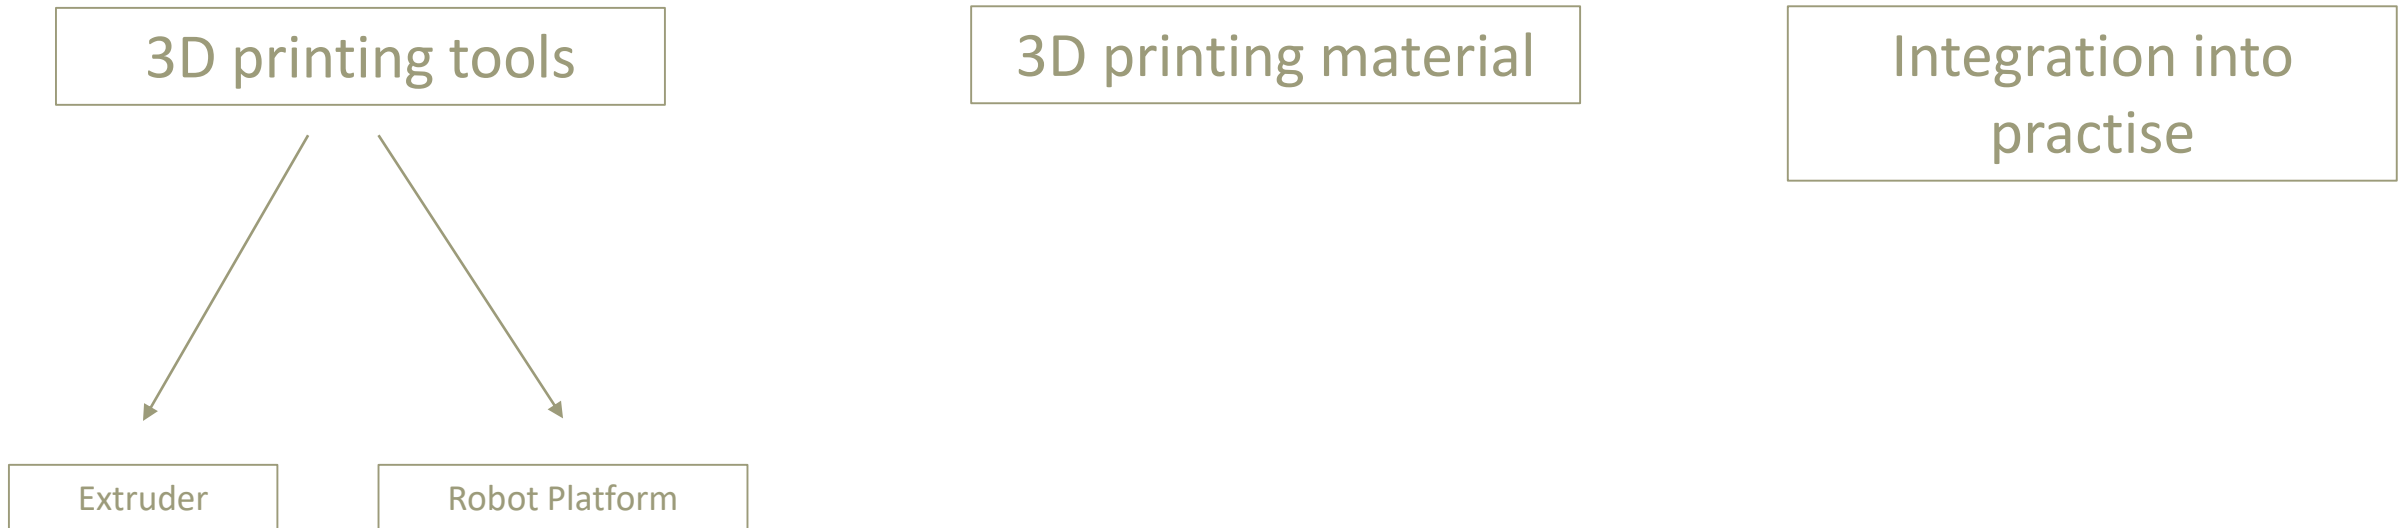 3D printing tools
3D printing material
Integration into
practise
Extruder
Robot Platform